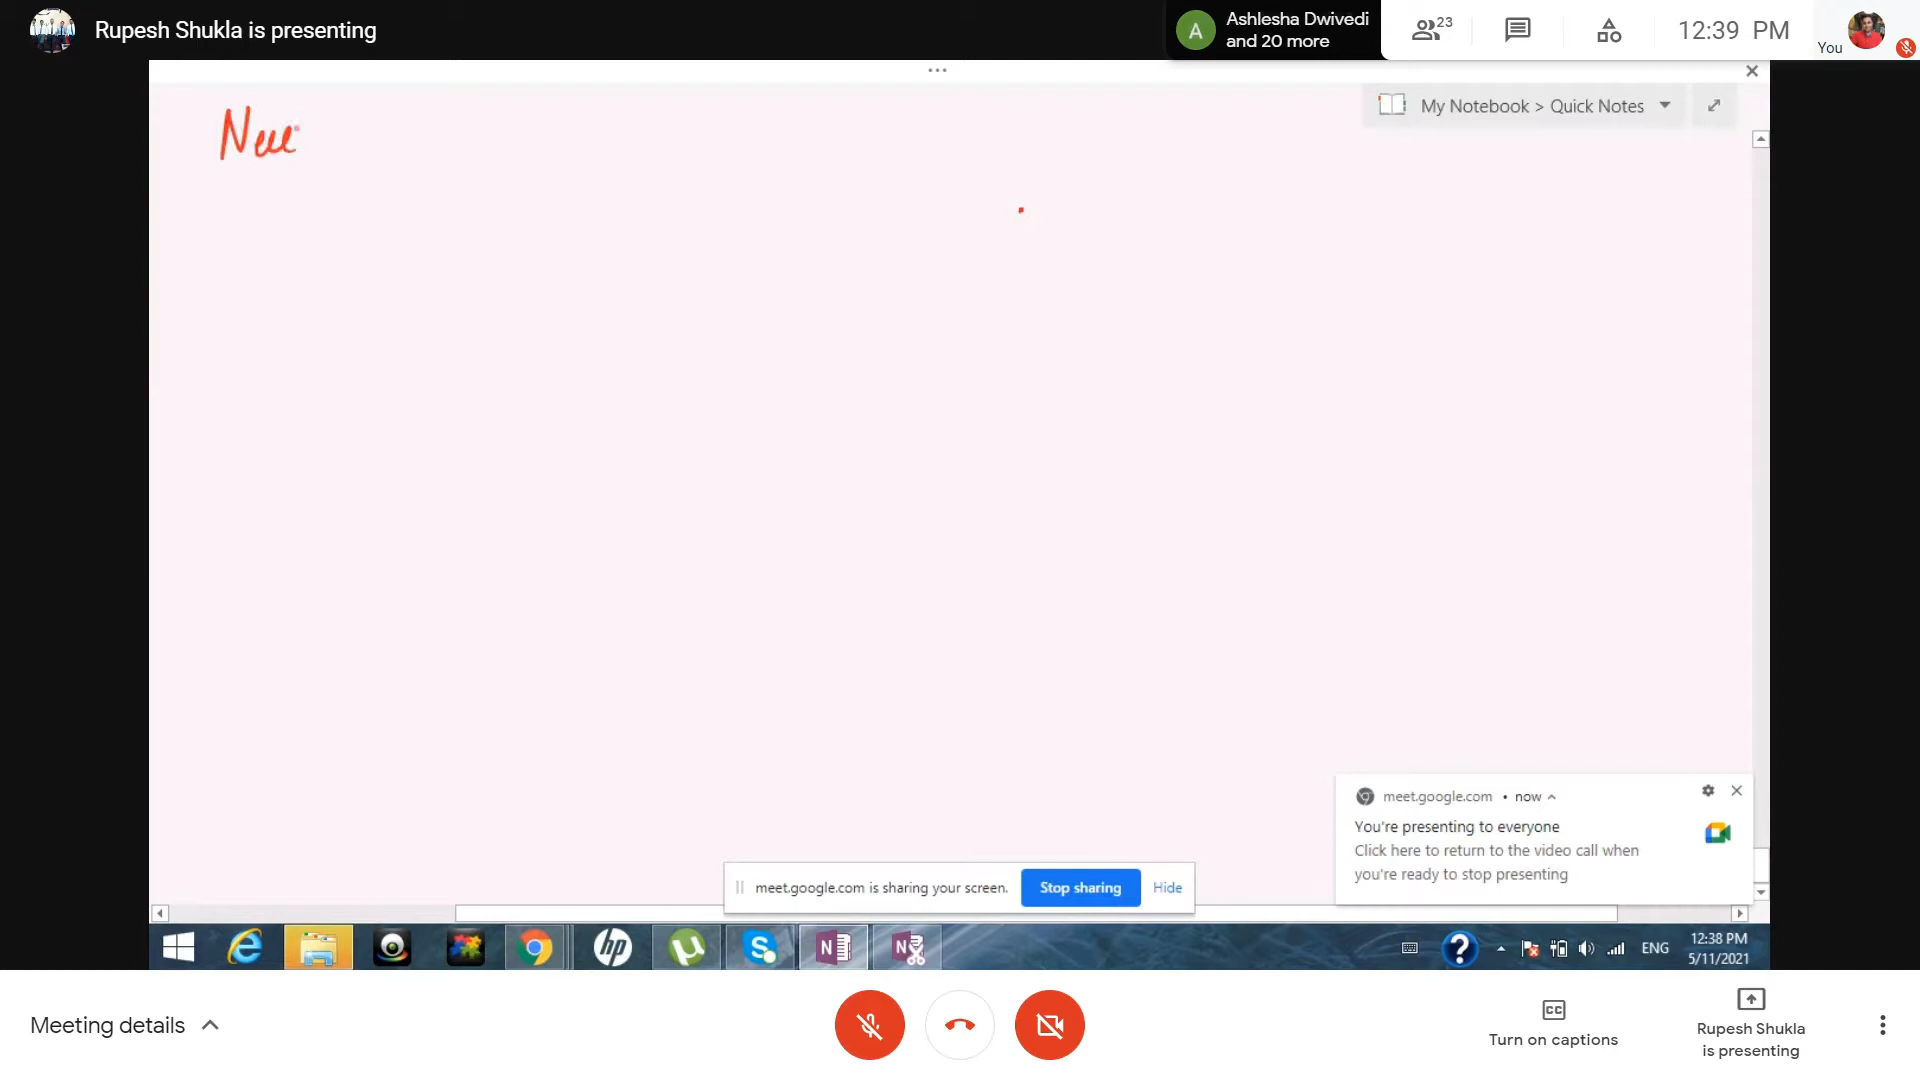 Rupesh Shukla is presenting
A
Ashlesha Dwivedi
and 20 more
23
12:39 PM
You
My Notebook > Quick Notes
meet.google.com • now
You're presenting to everyone
Click here to return to the video call when
you're ready to stop presenting
meet.google.com is sharing your screen.
Stop sharing
Hide
hp
N
N
ENG
12:38 PM
5/11/2021
Meeting details
CC
Turn on captions
Rupesh Shukla
is presenting